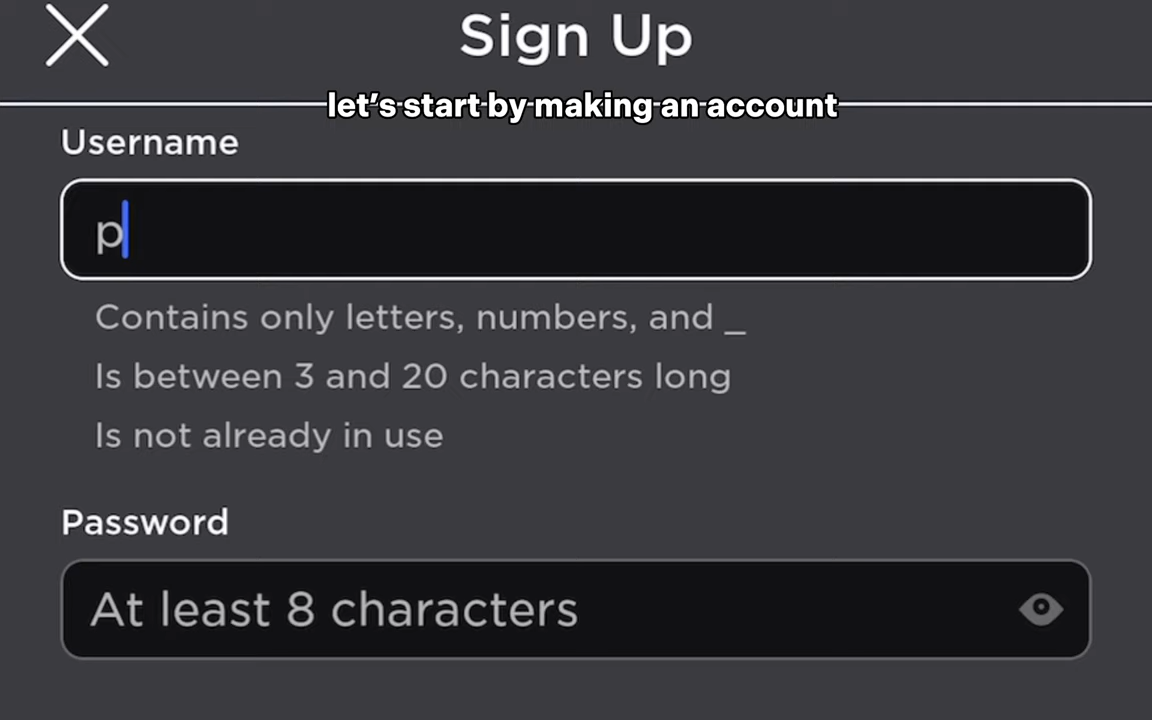 Sign Up
let's start by making an account
Username
p
Contains only letters, numbers, and _
Is between 3 and 20 characters long
Is not already in use
Password
At least 8 characters